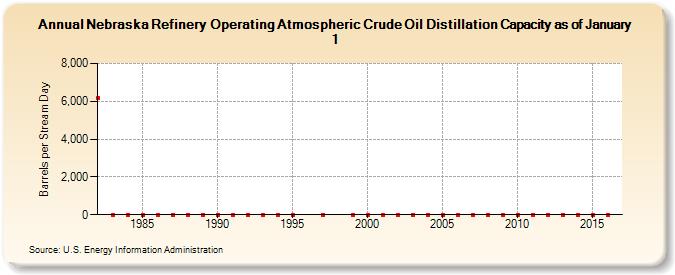 Annual Nebraska Refinery Operating Atmospheric Crude Oil Distillation Capacity as of January
1
Barrels per Stream Day
8,000
6,000
4,000
2,000
0
1985 1990 1995 2000 2005 2010 2015
Source: U.S. Energy Information Administration